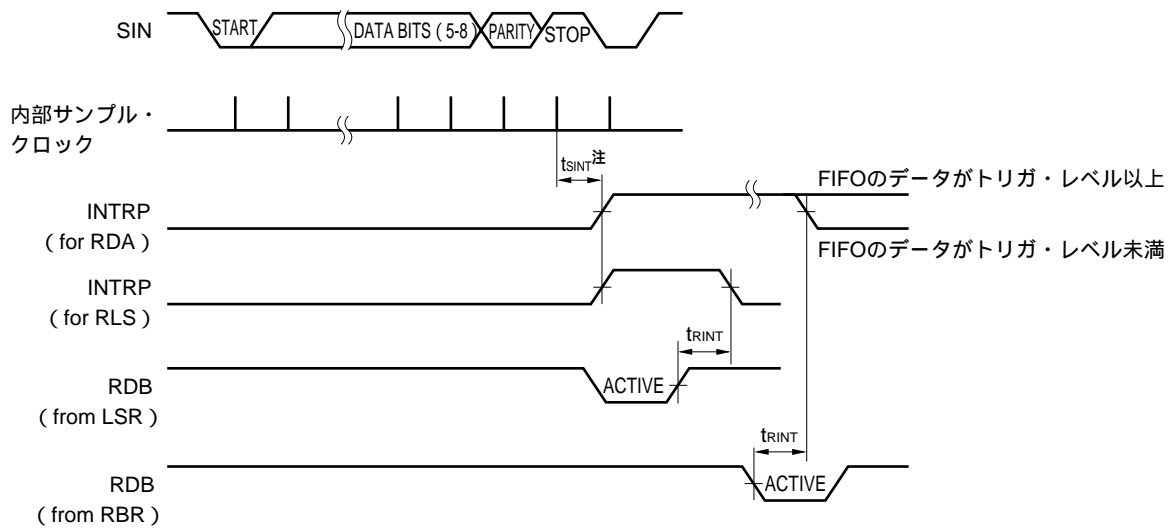 SIN
START
DATA BITS ( 5-8 )
PARITY
STOP
内部サンプル・
クロック
tSINT注
FIFOのデータがトリガ・レベル以上
INTRP
( for RDA )
FIFOのデータがトリガ・レベル未満
INTRP
( for RLS )
tRINT
RDB
( from LSR )
ACTIVE
tRINT
RDB
( from RBR )
ACTIVE